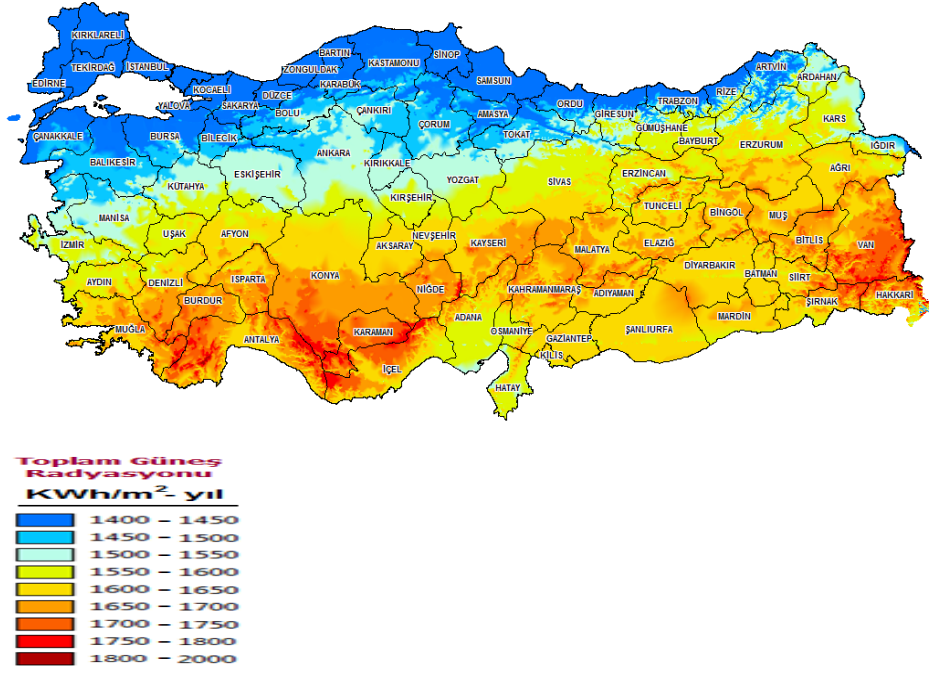 KIRKLARELİ
TEKİRDAĞ
İSTANBUL
EDİRNE
KOCAELİ
YALOVA
SAKARYA
DÜZCE
ZONGULDAK
BARTIN
KARABÜK
KASTAMONU
SİNOP
SAMSUN
ORDU
GİRESUN
TRABZON
RİZE
ARTVİN
ARDAHAN
KARS
ÇANAKKALE
BURSA
BİLECİK
BOLU
ÇANKIRI
ÇORUM
AMASYA
TOKAT
GÜMÜŞHANE
BAYBURT
ERZURUM
IĞDIR
BALIKESİR
KÜTAHYA
ESKİŞEHİR
ANKARA
KIRIKKALE
YOZGAT
SİVAS
ERZİNCAN
AĞRI
KIRŞEHİR
TUNCELİ
BİNGÖL
MUŞ
MANİSA
UŞAK
AFYON
İZMİR
NEVŞEHİR
AKSARAY
KAYSERİ
MALATYA
ELAZIĞ
BİTLİS
VAN
AYDIN
DENİZLİ
ISPARTA
KONYA
NİĞDE
KAHRAMANMARAŞ
ADIYAMAN
DİYARBAKIR
BATMAN
SİİRT
ŞIRNAK
HAKKARİ
BURDUR
MUĞLA
ANTALYA
KARAMAN
İÇEL
ADANA
OSMANİYE
GAZİANTEP
KİLİS
ŞANLIURFA
MARDİN
HATAY
Toplam Güneş
Radyasyonu
KWh/m²- yıl
1400 – 1450
1450 – 1500
1500 – 1550
1550 – 1600
1600 – 1650
1650 – 1700
1700 – 1750
1750 – 1800
1800 – 2000